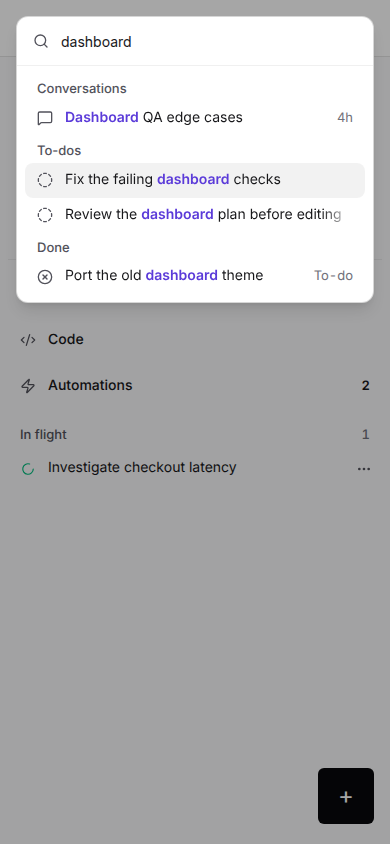 dashboard
Conversations
Dashboard QA edge cases 4h
To-dos
Fix the failing dashboard checks
Review the dashboard plan before editing
Done
Port the old dashboard theme To-do
Code
Automations 2
In flight 1
Investigate checkout latency